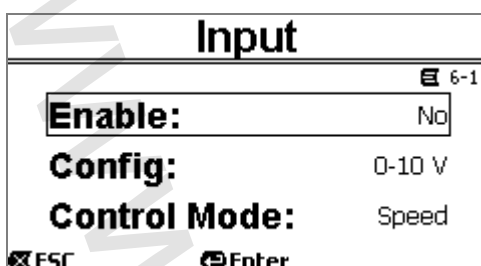 Input
6-1
Enable: No
Config: 0-10 V
Control Mode: Speed
ESC Enter